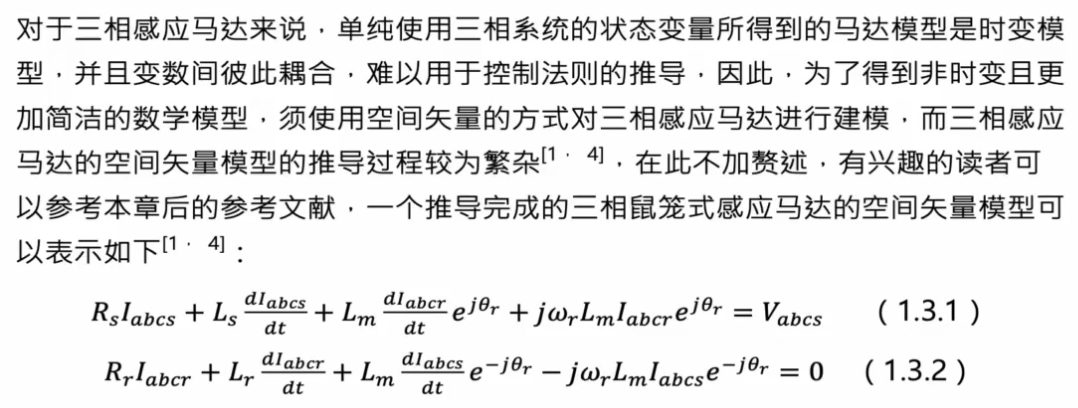 对于三相感应马达来说，单纯使用三相系统的状态变量所得到的马达模型是时变模
型，并且变数间彼此耦合，难以用于控制法则的推导，因此，为了得到非时变且更
加简洁的数学模型，须使用空间矢量的方式对三相感应马达进行建模，而三相感应
马达的空间矢量模型的推导过程较为繁杂[1，4]，在此不加赘述，有兴趣的读者可
以参考本章后的参考文献，一个推导完成的三相鼠笼式感应马达的空间矢量模型可
以表示如下[1，4]：
$R_s I_{abcs} + L_s \frac{dI_{abcs}}{dt} + L_m \frac{dI_{abcr}}{dt} e^{j\theta_r} + j\omega_r L_m I_{abcr} e^{j\theta_r} = V_{abcs}$ （1.3.1）
$R_r I_{abcr} + L_r \frac{dI_{abcr}}{dt} + L_m \frac{dI_{abcs}}{dt} e^{-j\theta_r} - j\omega_r L_m I_{abcs} e^{-j\theta_r} = 0$ （1.3.2）